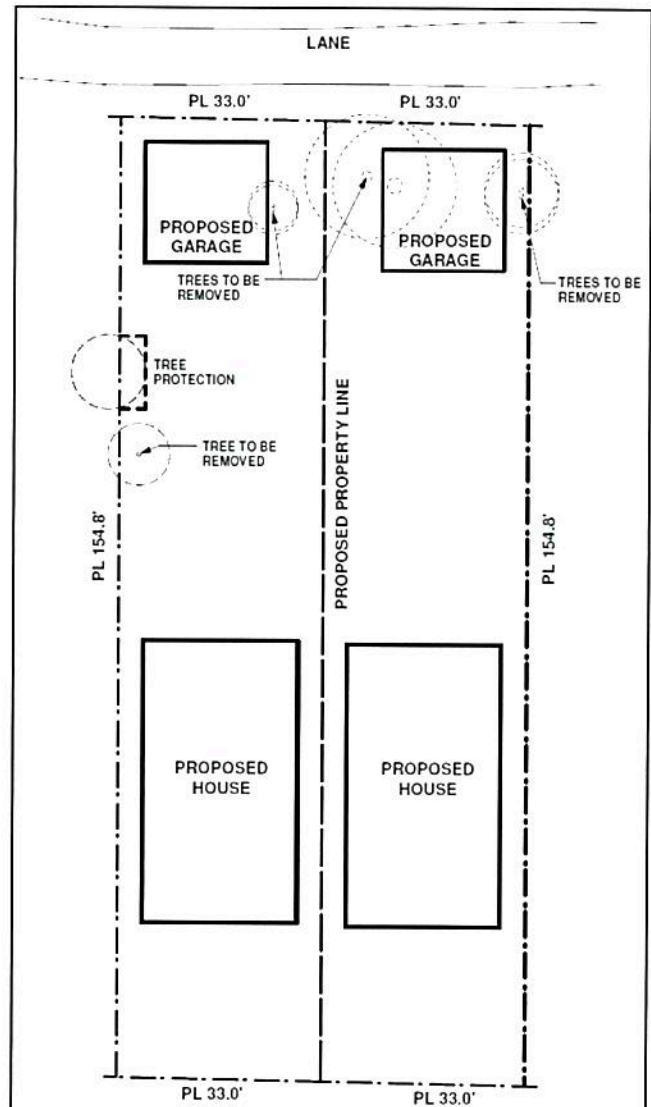 LANE
PL 33.0'
PL 33.0'
PROPOSED
GARAGE
PROPOSED
GARAGE
TREES TO BE
REMOVED
TREES TO BE
REMOVED
TREE
PROTECTION
TREE TO BE
REMOVED
PL 154.8'
PROPOSED PROPERTY LINE
PL 154.8'
PROPOSED
HOUSE
PROPOSED
HOUSE
PL 33.0'
PL 33.0'